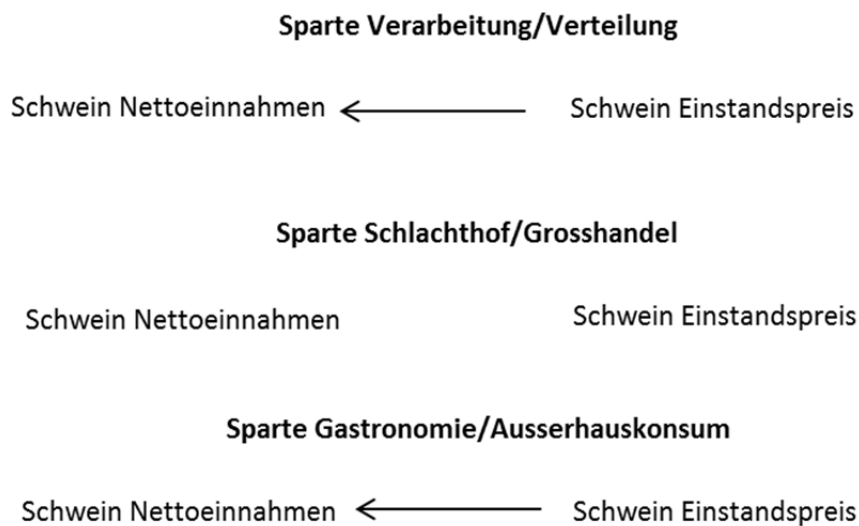 Sparte Verarbeitung/Verteilung
Schwein Nettoeinnahmen Schwein Einstandspreis
Sparte Schlachthof/Grosshandel
Schwein Nettoeinnahmen Schwein Einstandspreis
Sparte Gastronomie/Ausserhauskonsum
Schwein Nettoeinnahmen Schwein Einstandspreis